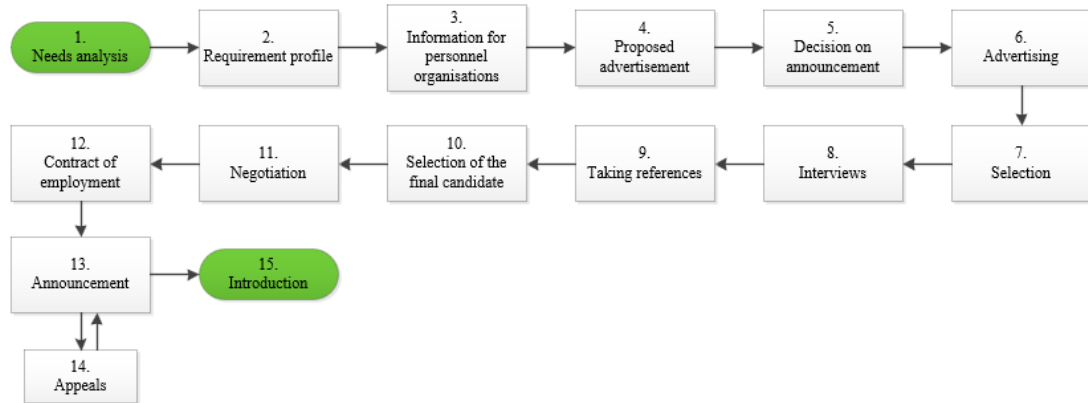 1.
Needs analysis
2.
Requirement profile
3.
Information for
personnel
organisations
4.
Proposed
advertisement
5.
Decision on
announcement
6.
Advertising
7.
Selection
8.
Interviews
9.
Taking references
10.
Selection of the
final candidate
11.
Negotiation
12.
Contract of
employment
13.
Announcement
14.
Appeals
15.
Introduction